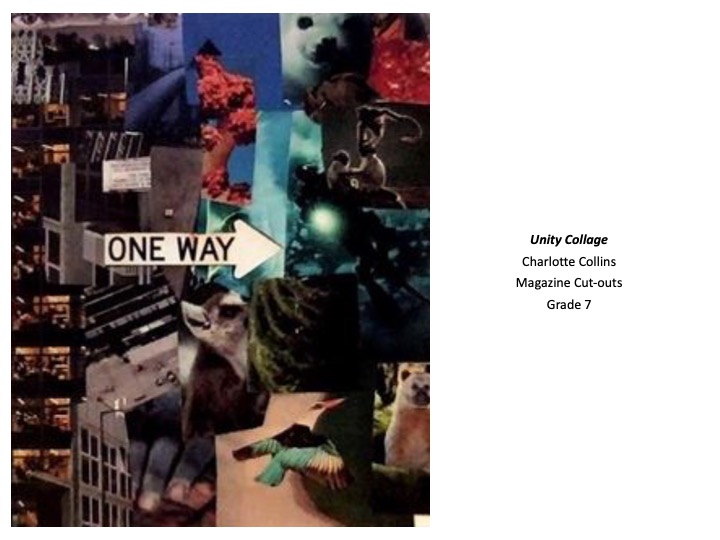 ONE WAY
Unity Collage
Charlotte Collins
Magazine Cut-outs
Grade 7